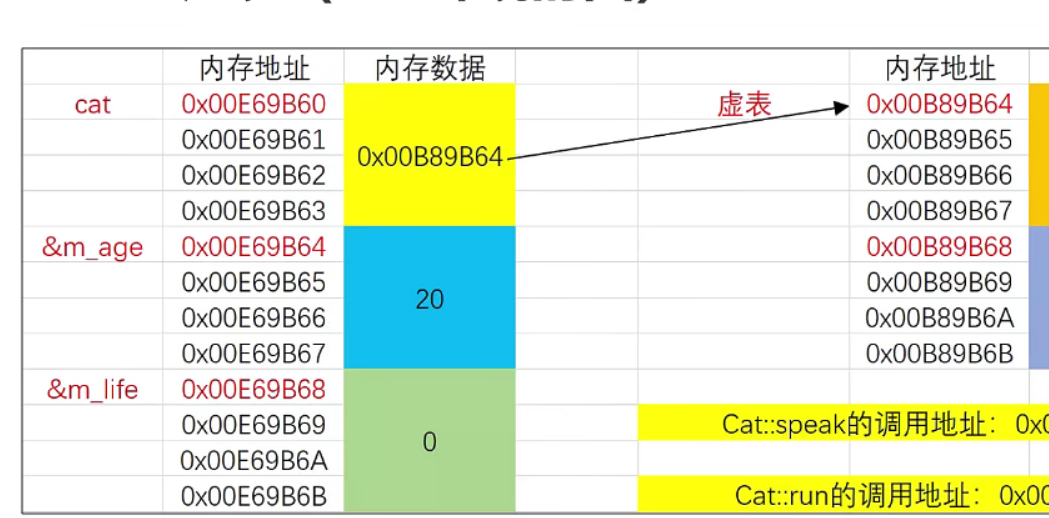 内存地址 内存数据 内存地址
cat 0x00E69B60 虚表 0x00B89B64
0x00E69B61 0x00B89B65
0x00B89B64
0x00E69B62 0x00B89B66
0x00E69B63 0x00B89B67
&m_age 0x00E69B64 0x00B89B68
0x00E69B65 0x00B89B69
20
0x00E69B66 0x00B89B6A
0x00E69B67 0x00B89B6B
&m_life 0x00E69B68
0x00E69B69 Cat::speak的调用地址：0x0
0
0x00E69B6A
0x00E69B6B Cat::run的调用地址：0x00